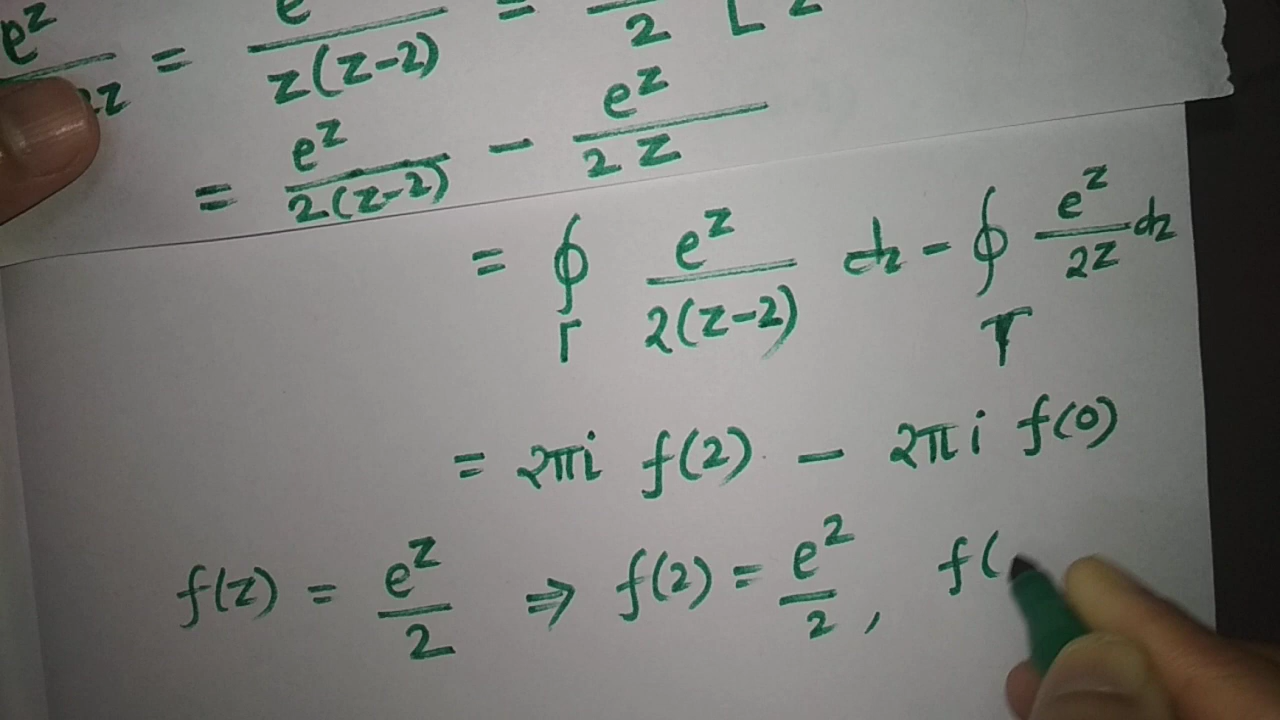 e^z/z = e/z(z-2) = /2 [ z
= e^z/2(z-2) - e^z/2z
= ∮_Γ e^z/2(z-2) dz - ∮_Γ e^z/2z dz
= 2πi f(2) - 2πi f(0)
f(z) = e^z/2 ⇒ f(2) = e^2/2, f(